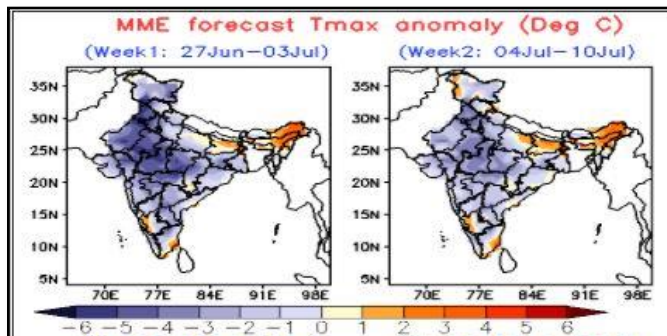 MME forecast Tmax anomaly (Deg C)
(Week1: 27Jun-03Jul) (Week2: 04Jul-10Jul)
35N 35N
30N 30N
25N 25N
20N 20N
15N 15N
10N 10N
5N 5N
70E 77E 84E 91E 98E 70E 77E 84E 91E 98E
-6 -5 -4 -3 -2 -1 0 1 2 3 4 5 6